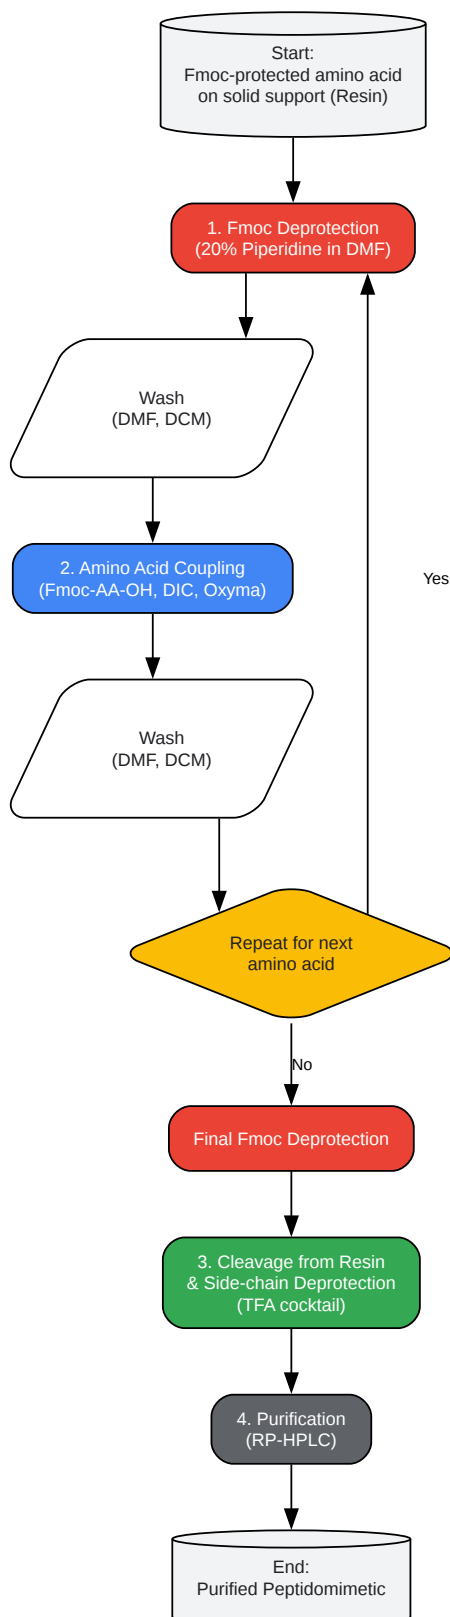 Start:
Fmoc-protected amino acid
on solid support (Resin)
1. Fmoc Deprotection
(20% Piperidine in DMF)
Wash
(DMF, DCM)
2. Amino Acid Coupling
(Fmoc-AA-OH, DIC, Oxyma)
Yes
Wash
(DMF, DCM)
Repeat for next
amino acid
No
Final Fmoc Deprotection
3. Cleavage from Resin
& Side-chain Deprotection
(TFA cocktail)
4. Purification
(RP-HPLC)
End:
Purified Peptidomimetic